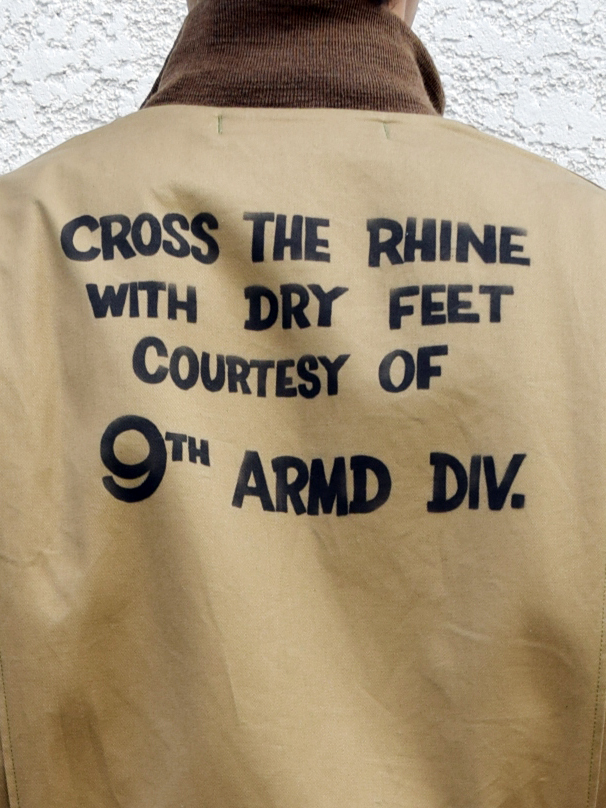 CROSS THE RHINE
WITH DRY FEET
COURTESY OF
9TH ARMD DIV.